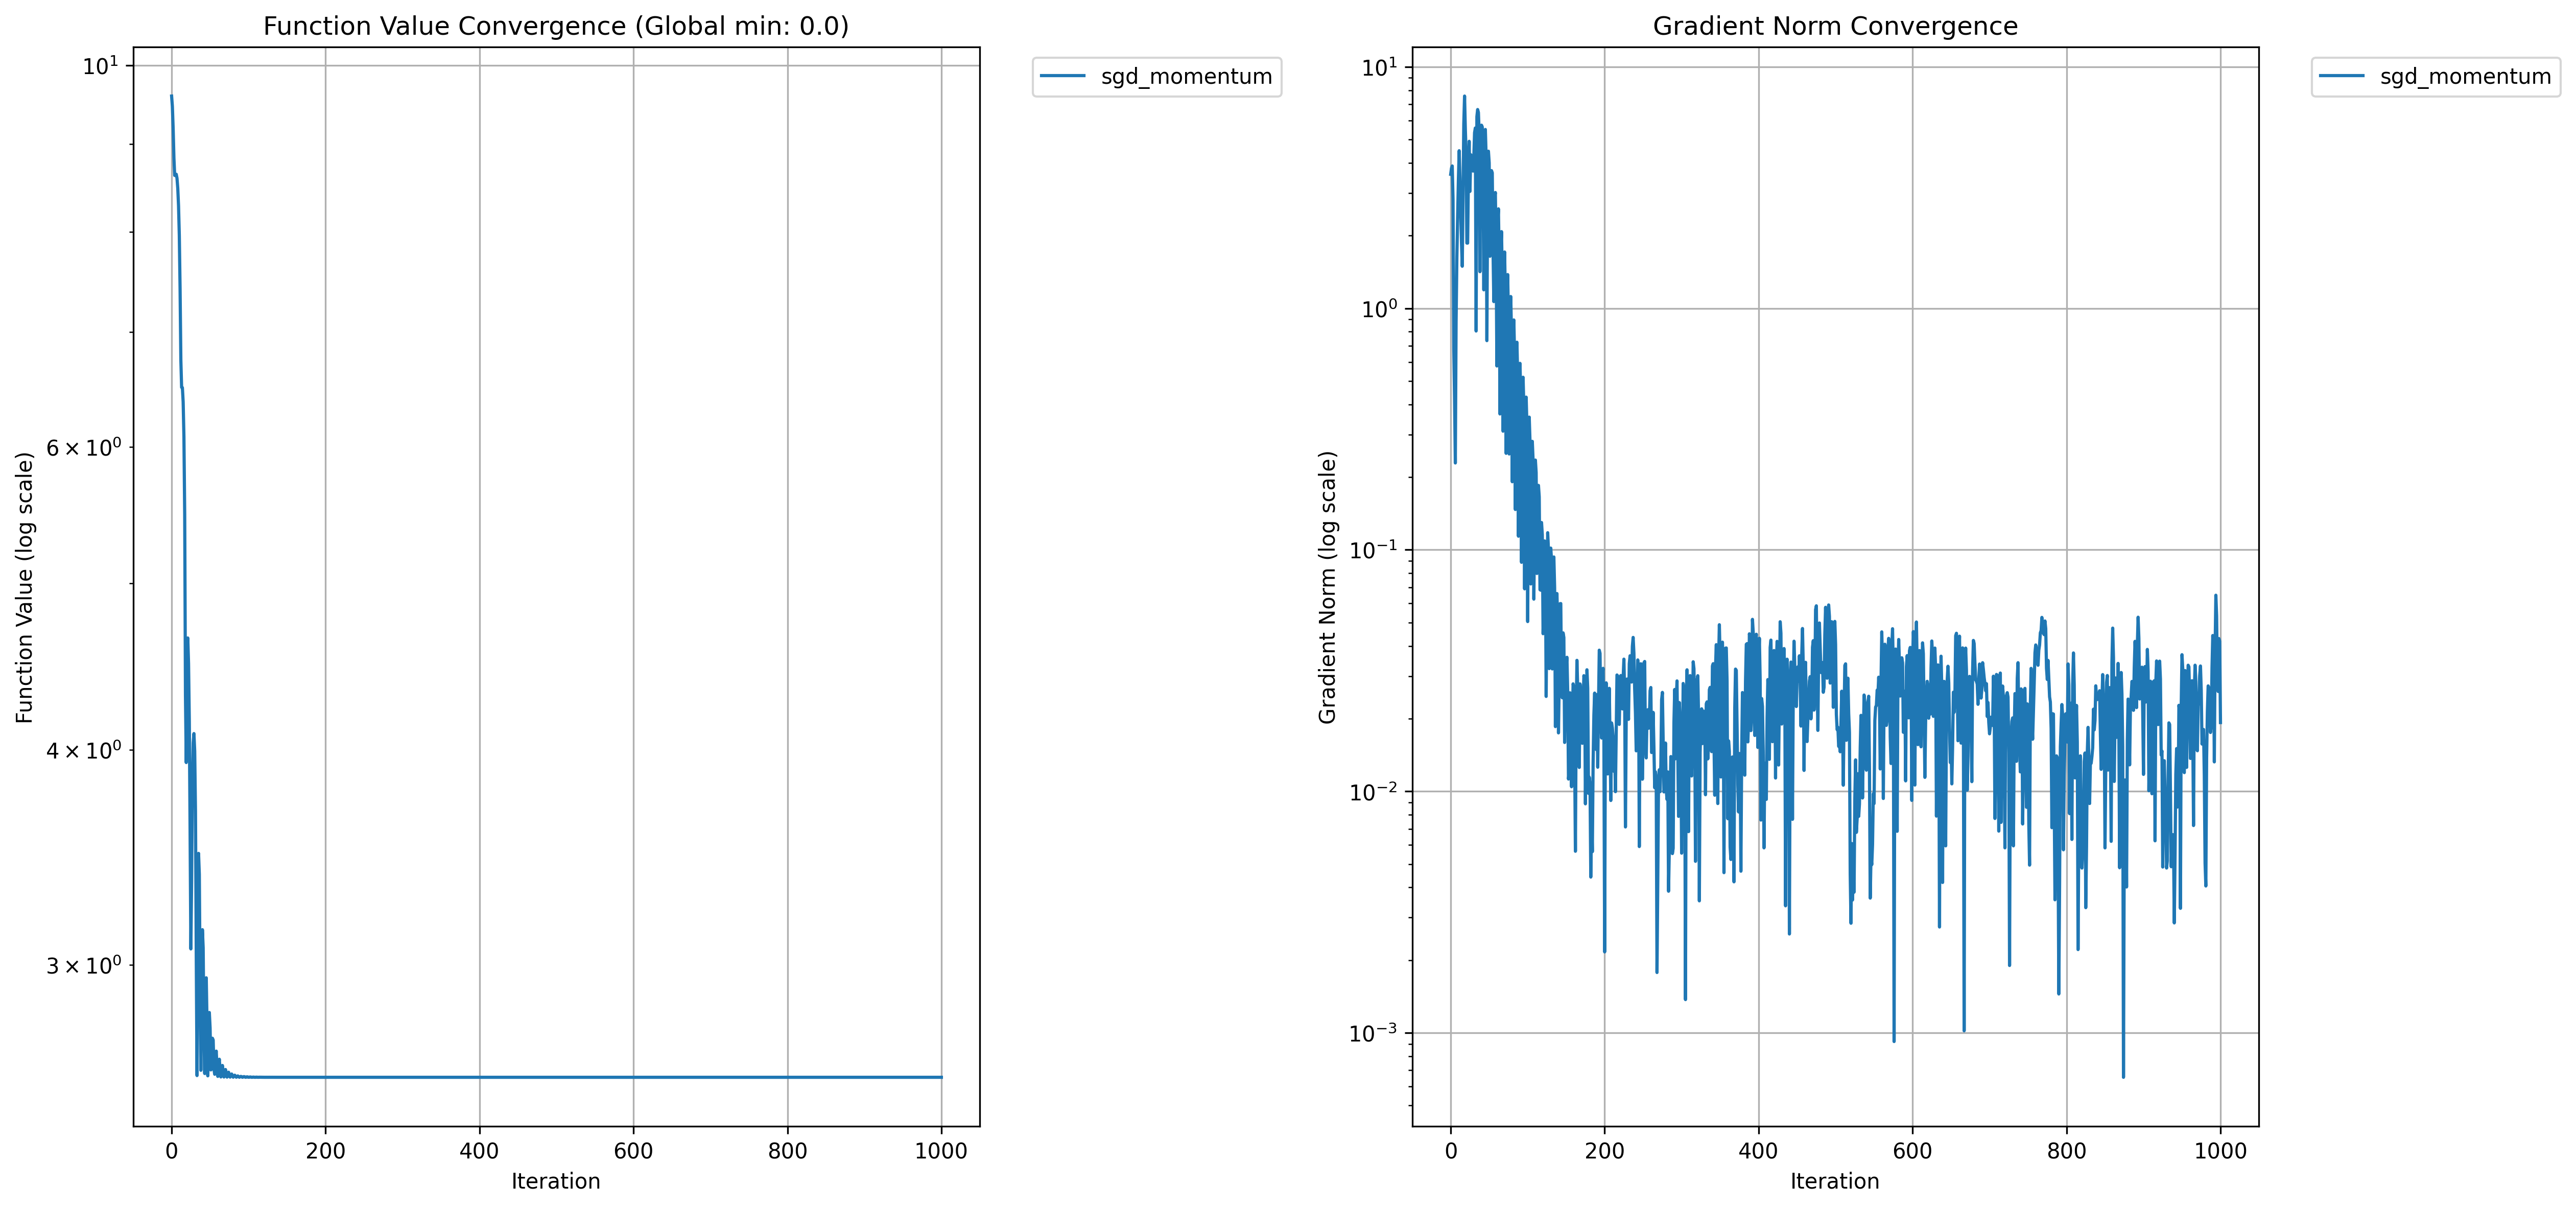 Function Value Convergence (Global min: 0.0)
Function Value (log scale)
10¹
6 × 10⁰
4 × 10⁰
3 × 10⁰
0 200 400 600 800 1000
Iteration
sgd_momentum
Gradient Norm Convergence
Gradient Norm (log scale)
10¹
10⁰
10⁻¹
10⁻²
10⁻³
0 200 400 600 800 1000
Iteration
sgd_momentum